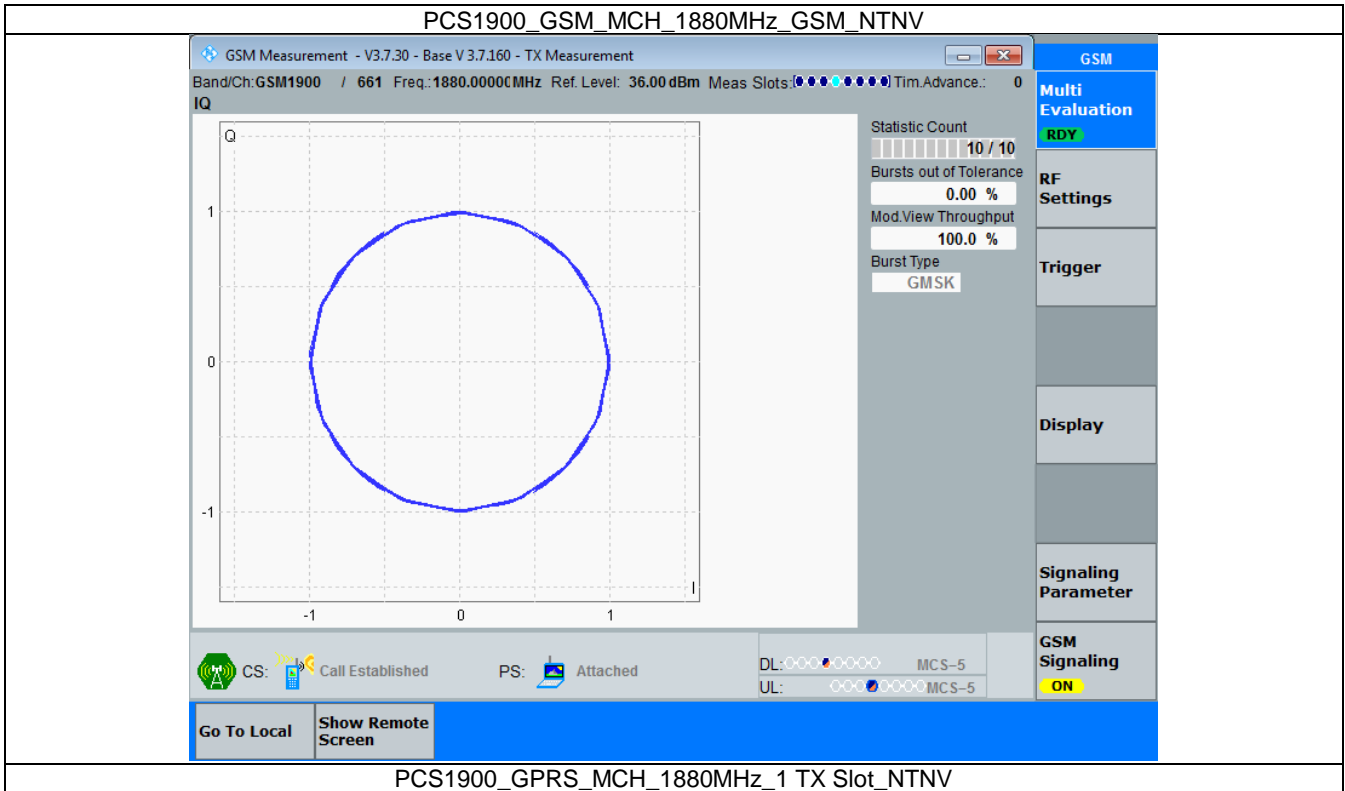 PCS1900_GSM_MCH_1880MHz_GSM_NTNV
GSM Measurement - V3.7.30 - Base V 3.7.160 - TX Measurement
GSM
Band/Ch:GSM1900 / 661 Freq.:1880.00000 MHz Ref. Level: 36.00 dBm Meas Slots: Tim.Advance.: 0
IQ
Multi
Evaluation
RDY
Q
Statistic Count
10 / 10
Bursts out of Tolerance
0.00 %
Mod.View Throughput
100.0 %
Burst Type
GMSK
RF
Settings
Trigger
1
0
-1
I
-1 0 1
Display
Signaling
Parameter
GSM
Signaling
ON
CS: Call Established PS: Attached
DL: MCS-5
UL: MCS-5
Go To Local
Show Remote
Screen
PCS1900_GPRS_MCH_1880MHz_1 TX Slot_NTNV